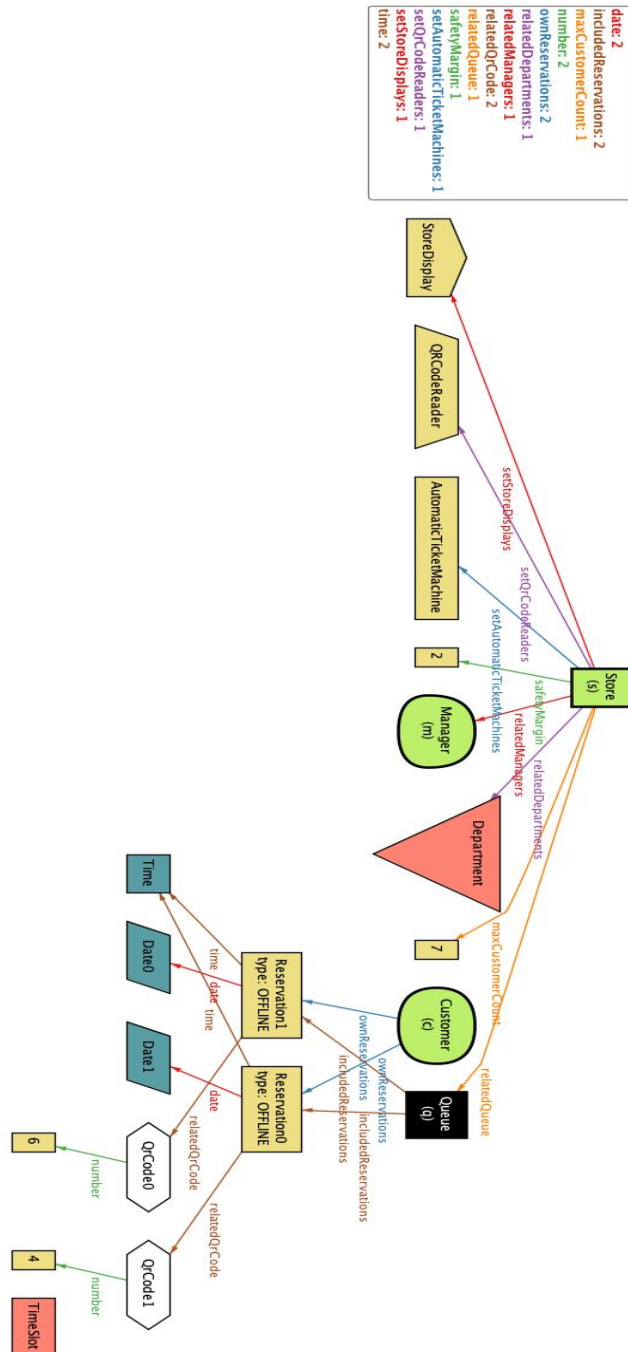 date: 2
includedReservations: 2
maxCustomerCount: 1
number: 2
ownReservations: 2
relatedDepartments: 1
relatedManagers: 1
relatedQrCode: 2
relatedQueue: 1
safetyMargin: 1
setAutomaticTicketMachines: 1
setQrCodeReaders: 1
setStoreDisplays: 1
time: 2
Store
(s)
setStoreDisplays
setQrCodeReaders
setAutomaticTicketMachines
safetyMargin
relatedManagers
relatedDepartments
maxCustomerCount
relatedQueue
StoreDisplay
QRCodeReader
AutomaticTicketMachine
2
Manager
(m)
Department
7
Customer
(c)
Queue
(q)
ownReservations
ownReservations
includedReservations
includedReservations
Reservation1
type: OFFLINE
Reservation0
type: OFFLINE
time
date
time
date
relatedQrCode
relatedQrCode
Time
Date0
Date1
QrCode0
QrCode1
number
number
6
4
TimeSlot